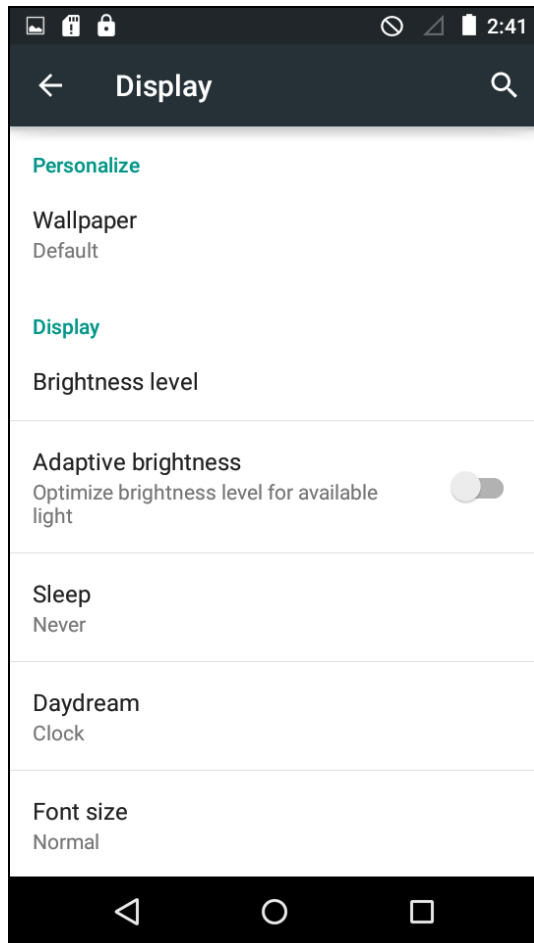 2:41
Display
Personalize
Wallpaper
Default
Display
Brightness level
Adaptive brightness
Optimize brightness level for available
light
Sleep
Never
Daydream
Clock
Font size
Normal